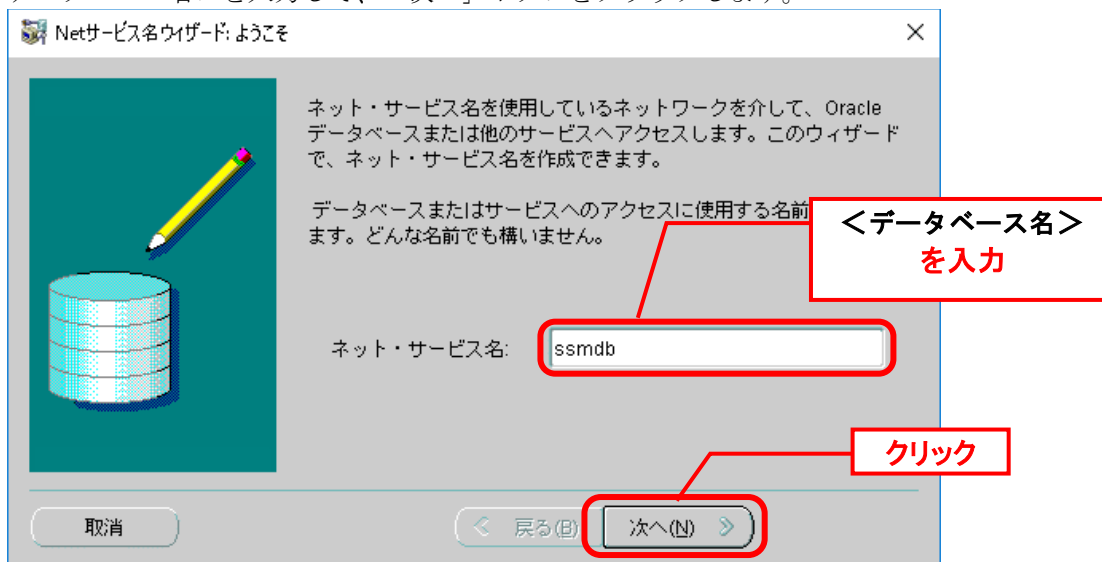 Netサービス名ウィザード: ようこそ
ネット・サービス名を使用しているネットワークを介して、Oracle
データベースまたは他のサービスへアクセスします。このウィザード
で、ネット・サービス名を作成できます。
データベースまたはサービスへのアクセスに使用する名前
ます。どんな名前でも構いません。
＜データベース名＞
を入力
ネット・サービス名:
ssmdb
クリック
取消
戻る(B)
次へ(N)